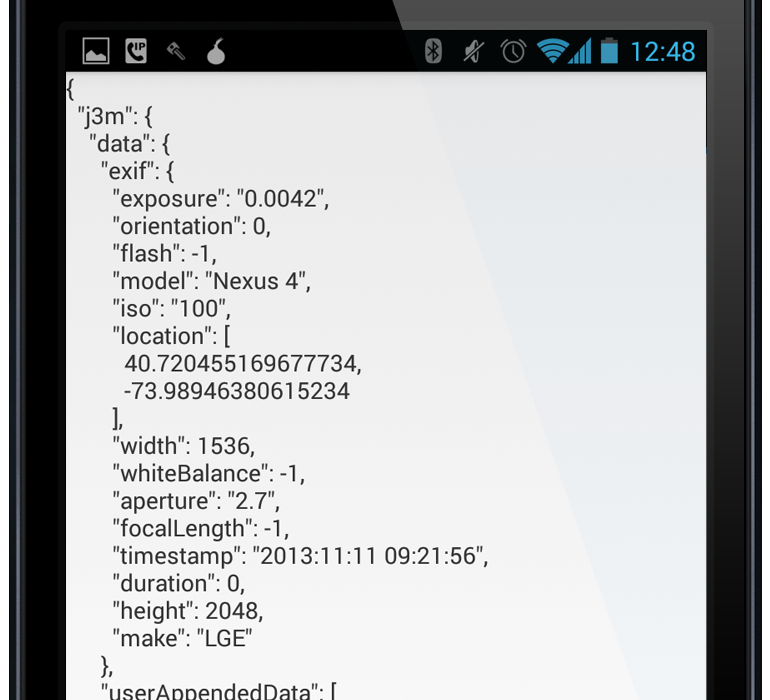 IP
12:48
{
"j3m": {
"data": {
"exif": {
"exposure": "0.0042",
"orientation": 0,
"flash": -1,
"model": "Nexus 4",
"iso": "100",
"location": [
40.720455169677734,
-73.98946380615234
],
"width": 1536,
"whiteBalance": -1,
"aperture": "2.7",
"focalLength": -1,
"timestamp": "2013:11:11 09:21:56",
"duration": 0,
"height": 2048,
"make": "LGE"
},
"userAppendedData": [